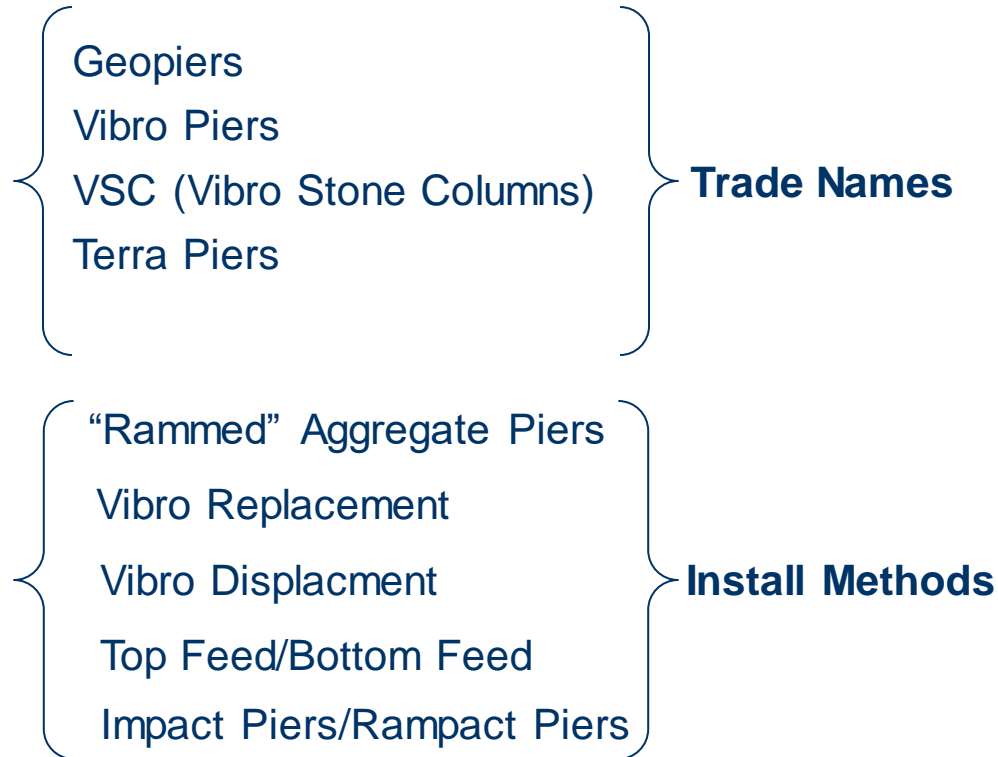 Geopiers
Vibro Piers
VSC (Vibro Stone Columns)
Terra Piers
Trade Names
“Rammed” Aggregate Piers
Vibro Replacement
Vibro Displacment
Top Feed/Bottom Feed
Impact Piers/Rampact Piers
Install Methods